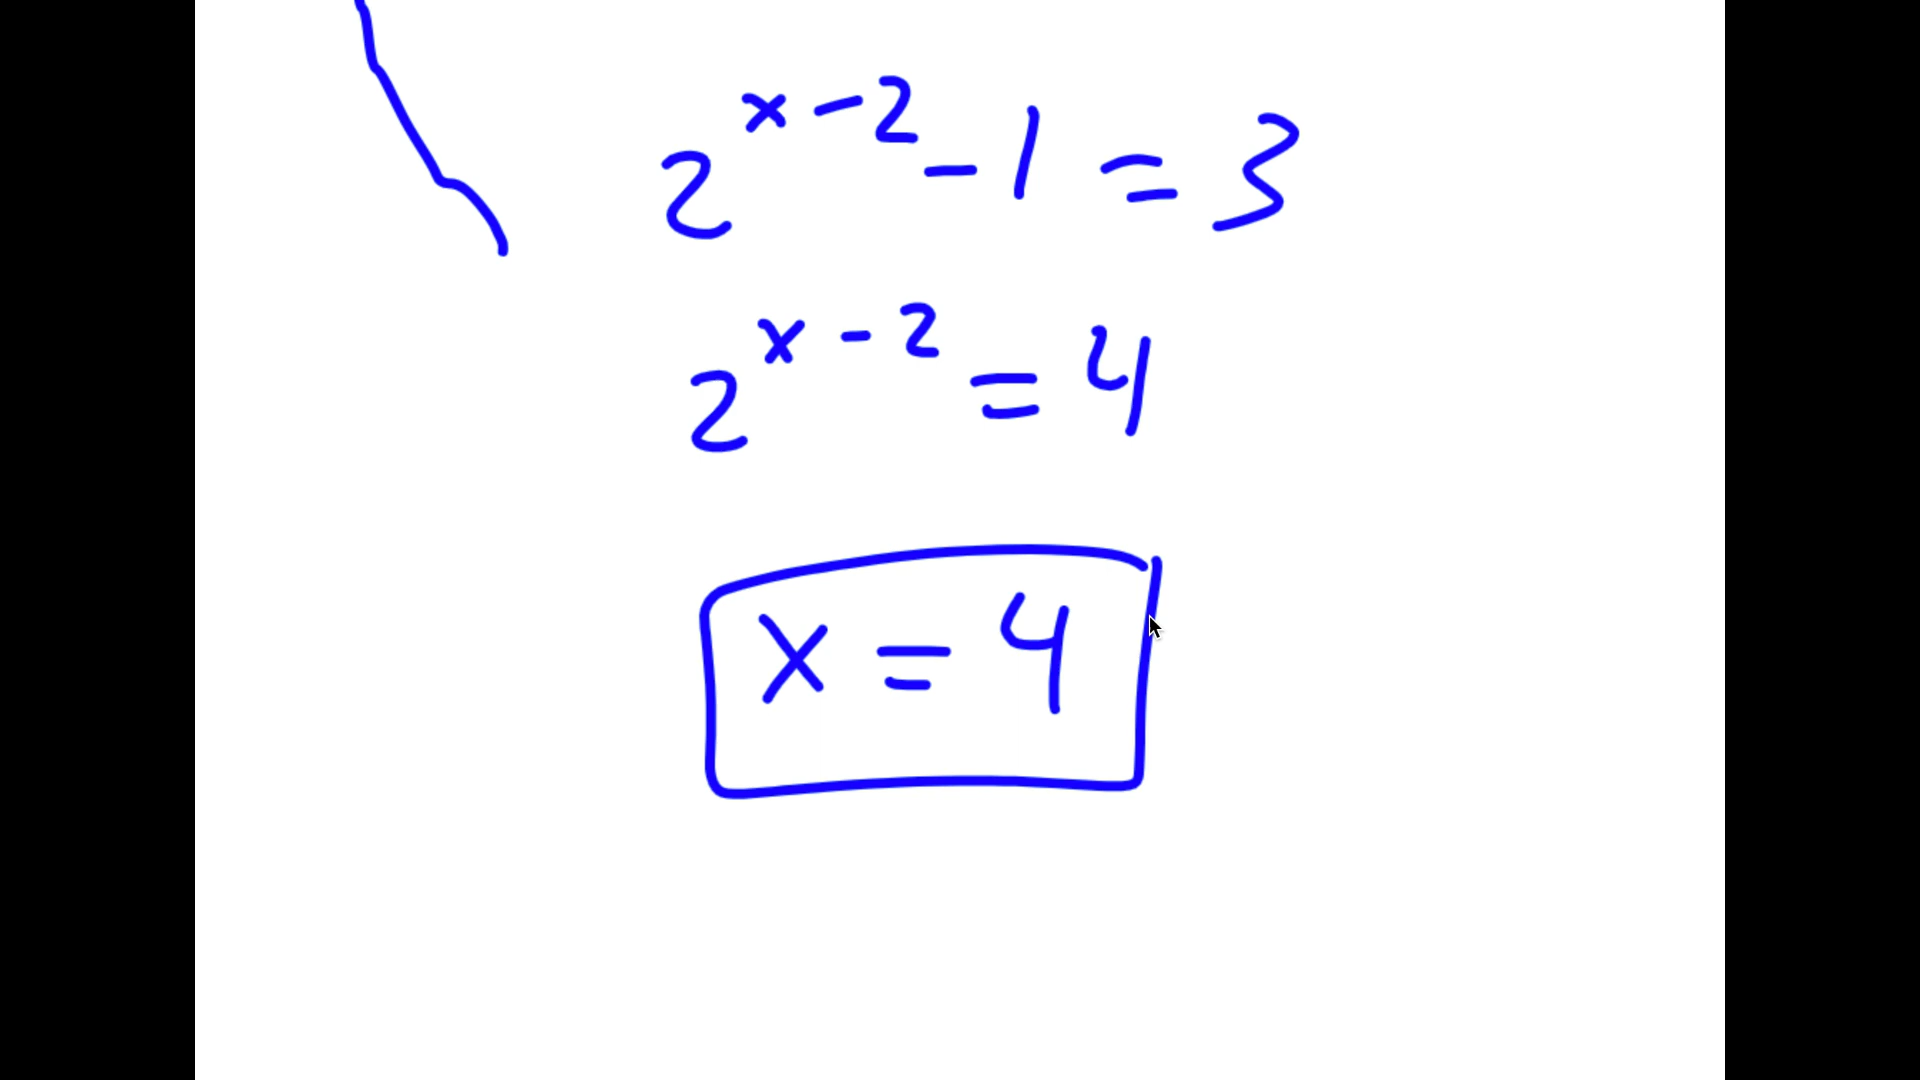 2^{x-2} - 1 = 3
2^{x-2} = 4
x = 4